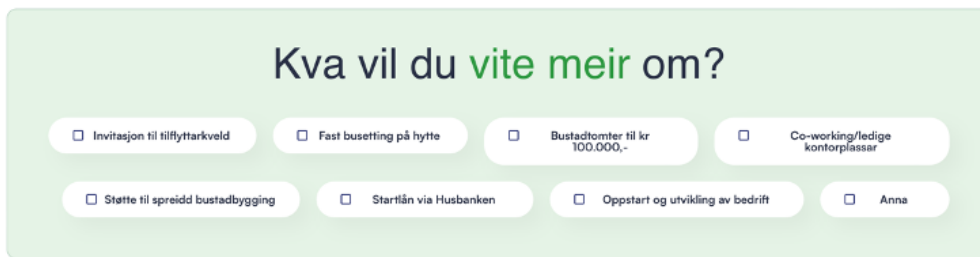 Kva vil du vite meir om?
Invitasjon til tilflyttarkveld
Fast busetting på hytte
Bustadtomter til kr
100.000,-
Co-working/ledige
kontorplassar
Støtte til spreidd bustadbygging
Startlån via Husbanken
Oppstart og utvikling av bedrift
Anna